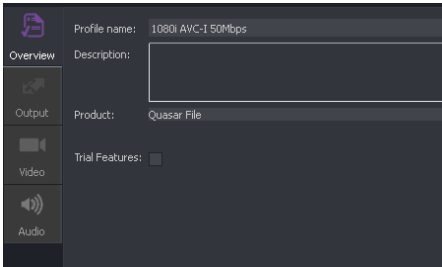 Profile name: 1080i AVC-I 50Mbps
Overview
Description:
Output
Product: Quasar File
Video
Trial Features:
Audio